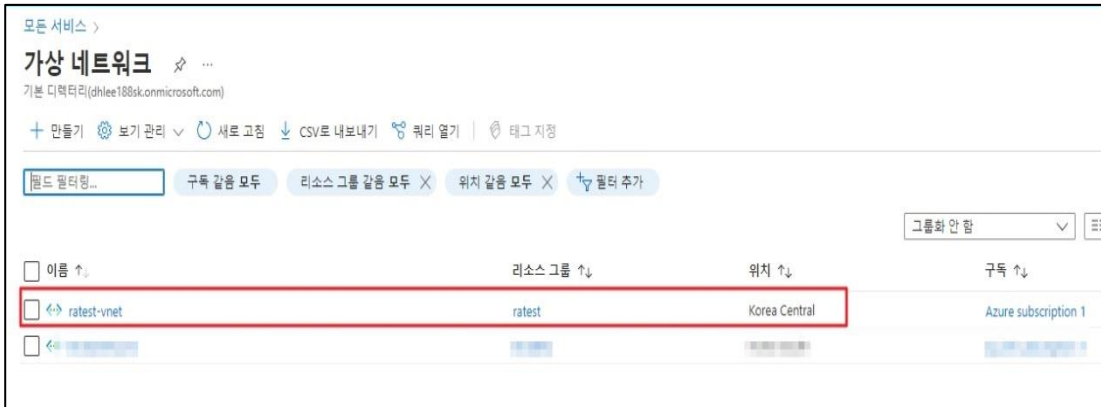 모든 서비스 >
가상 네트워크 ...
기본 디렉터리(dhlee188sk.onmicrosoft.com)
만들기 보기 관리 새로 고침 CSV로 내보내기 쿼리 열기 태그 지정
필드 필터링... 구독 같음 모두 리소스 그룹 같음 모두 위치 같음 모두 필터 추가
그룹화 안 함
이름 리소스 그룹 위치 구독
ratest-vnet ratest Korea Central Azure subscription 1